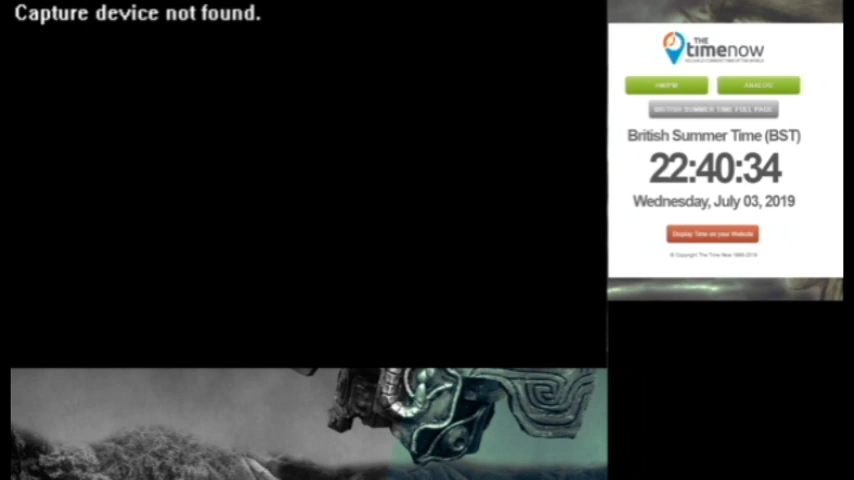 Capture device not found.
THE
timenow
ANALOG
BRITISH SUMMER TIME FULL PAGE
British Summer Time (BST)
22:40:34
Wednesday, July 03, 2019
Display Time on your Website